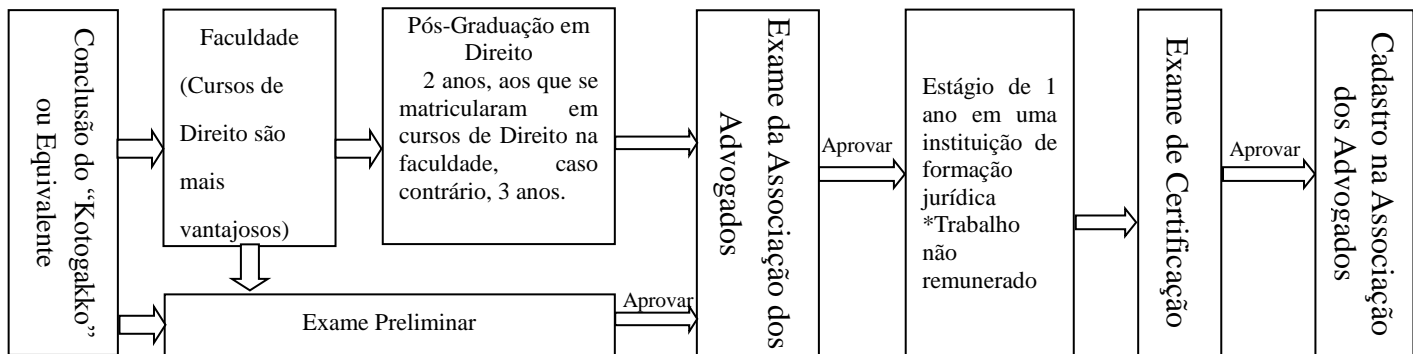 Conclusão do “Kotogakko”
ou Equivalente
Faculdade
(Cursos de
Direito são
mais
vantajosos)
Pós-Graduação em
Direito
2 anos, aos que se
matricularam em
cursos de Direito na
faculdade, caso
contrário, 3 anos.
Exame Preliminar
Aprovar
Exame da Associação dos
Advogados
Aprovar
Estágio de 1
ano em uma
instituição de
formação
jurídica
*Trabalho
não
remunerado
Exame de Certificação
Aprovar
Cadastro na Associação
dos Advogados